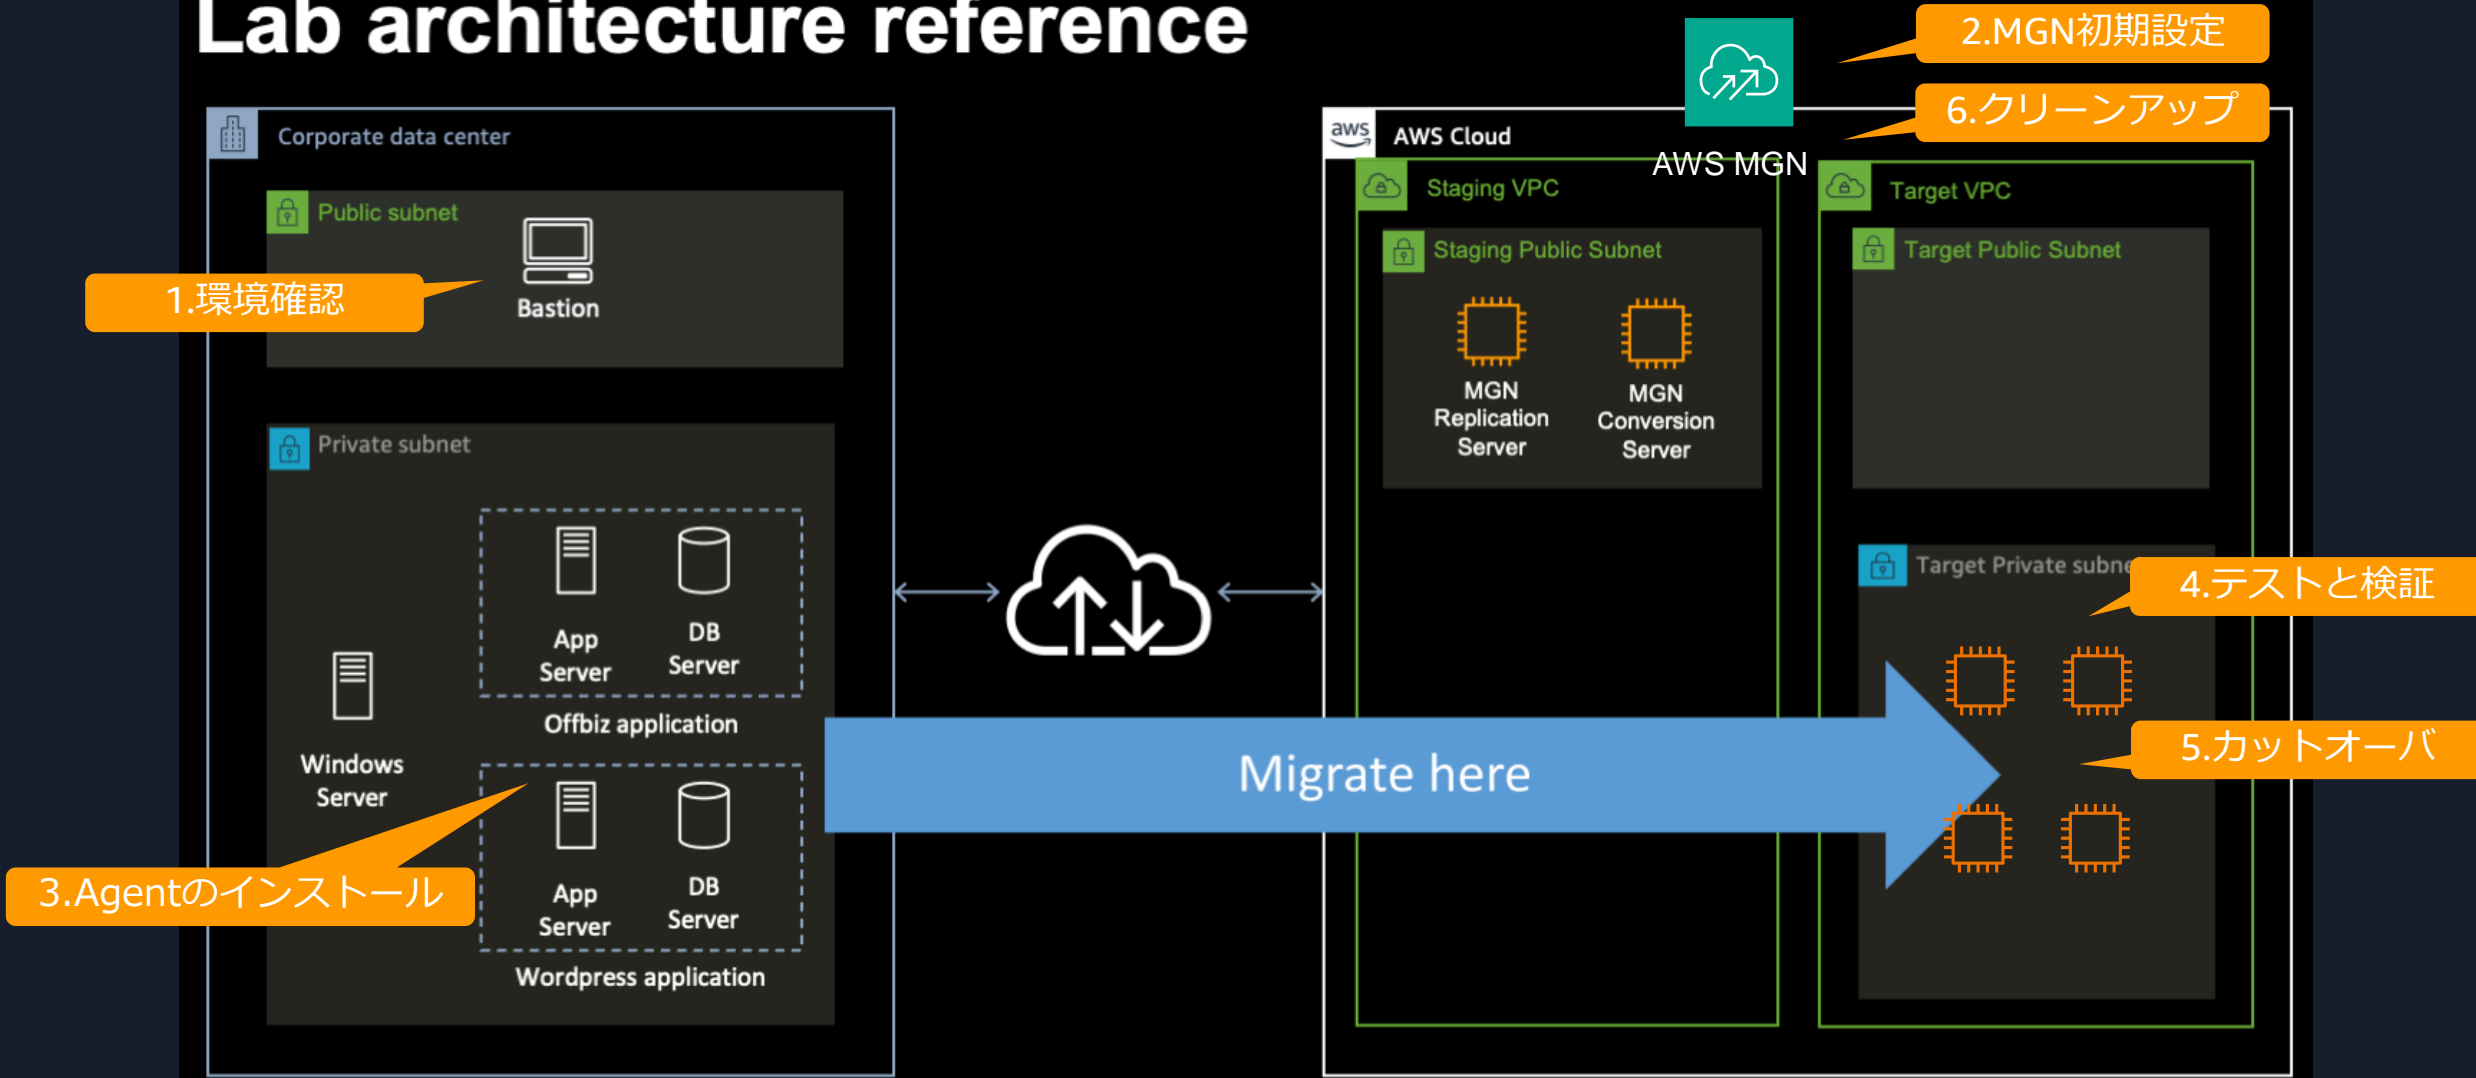 Lab architecture reference
2.MGN初期設定
6.クリーンアップ
AWS MGN
Corporate data center
Public subnet
Bastion
1.環境確認
Private subnet
App
Server
DB
Server
Offbiz application
Windows
Server
App
Server
DB
Server
Wordpress application
3.Agentのインストール
Migrate here
aws
AWS Cloud
Staging VPC
Staging Public Subnet
MGN
Replication
Server
MGN
Conversion
Server
Target VPC
Target Public Subnet
Target Private subne
4.テストと検証
5.カットオーバ